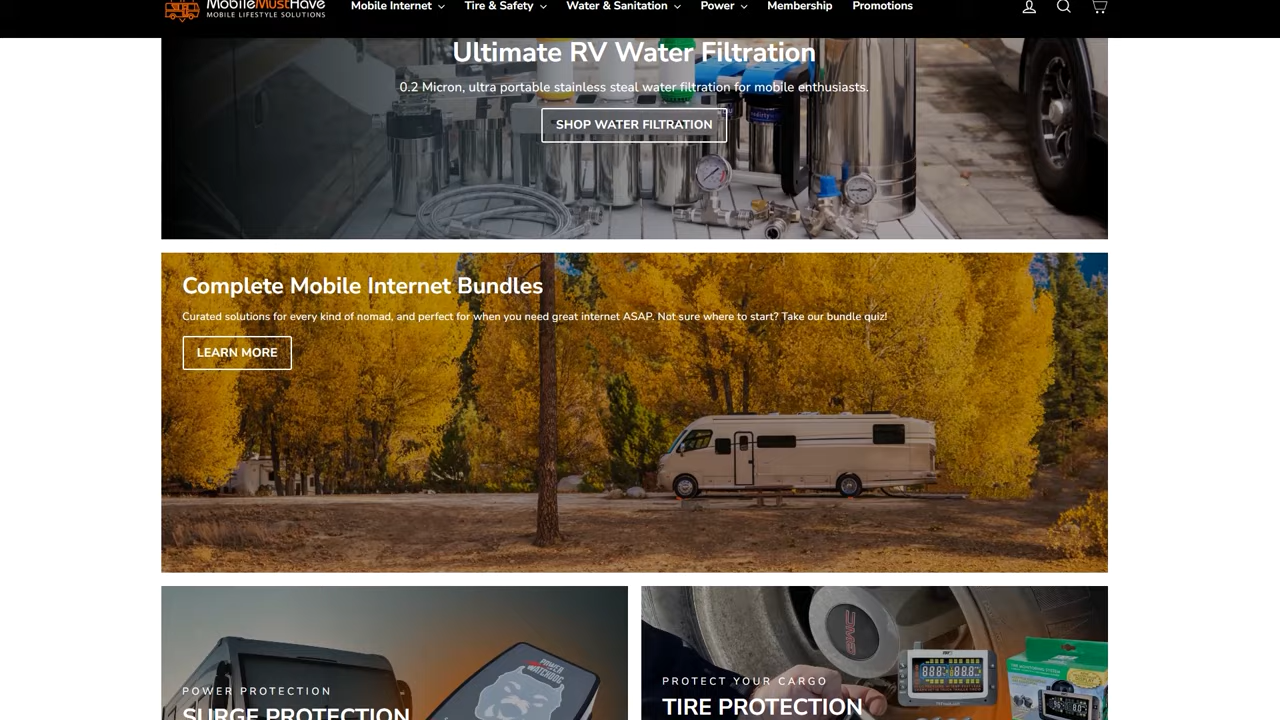 MobileMustHave
MOBILE LIFESTYLE SOLUTIONS
Mobile Internet
Tire & Safety
Water & Sanitation
Power
Membership
Promotions
Ultimate RV Water Filtration
0.2 Micron, ultra portable stainless steal water filtration for mobile enthusiasts.
SHOP WATER FILTRATION
Complete Mobile Internet Bundles
Curated solutions for every kind of nomad, and perfect for when you need great internet ASAP. Not sure where to start? Take our bundle quiz!
LEARN MORE
POWER PROTECTION
SURGE PROTECTION
POWER
WATCHDOG
PROTECT YOUR CARGO
TIRE PROTECTION
GMC